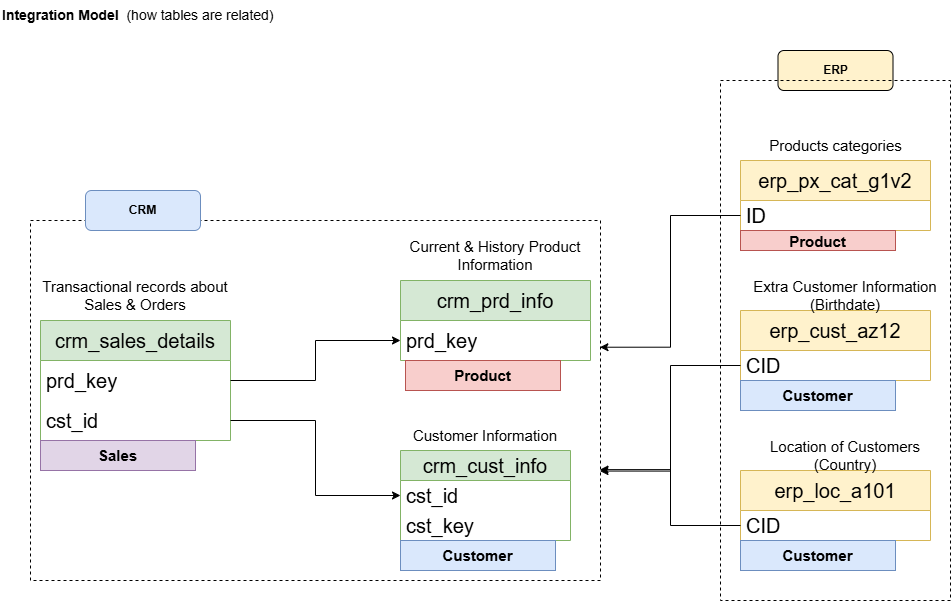 Integration Model (how tables are related)
ERP
Products categories
erp_px_cat_g1v2
ID
Product
CRM
Current & History Product
Information
crm_prd_info
prd_key
Product
Transactional records about
Sales & Orders
crm_sales_details
prd_key
cst_id
Sales
Extra Customer Information
(Birthdate)
erp_cust_az12
CID
Customer
Customer Information
crm_cust_info
cst_id
cst_key
Customer
Location of Customers
(Country)
erp_loc_a101
CID
Customer